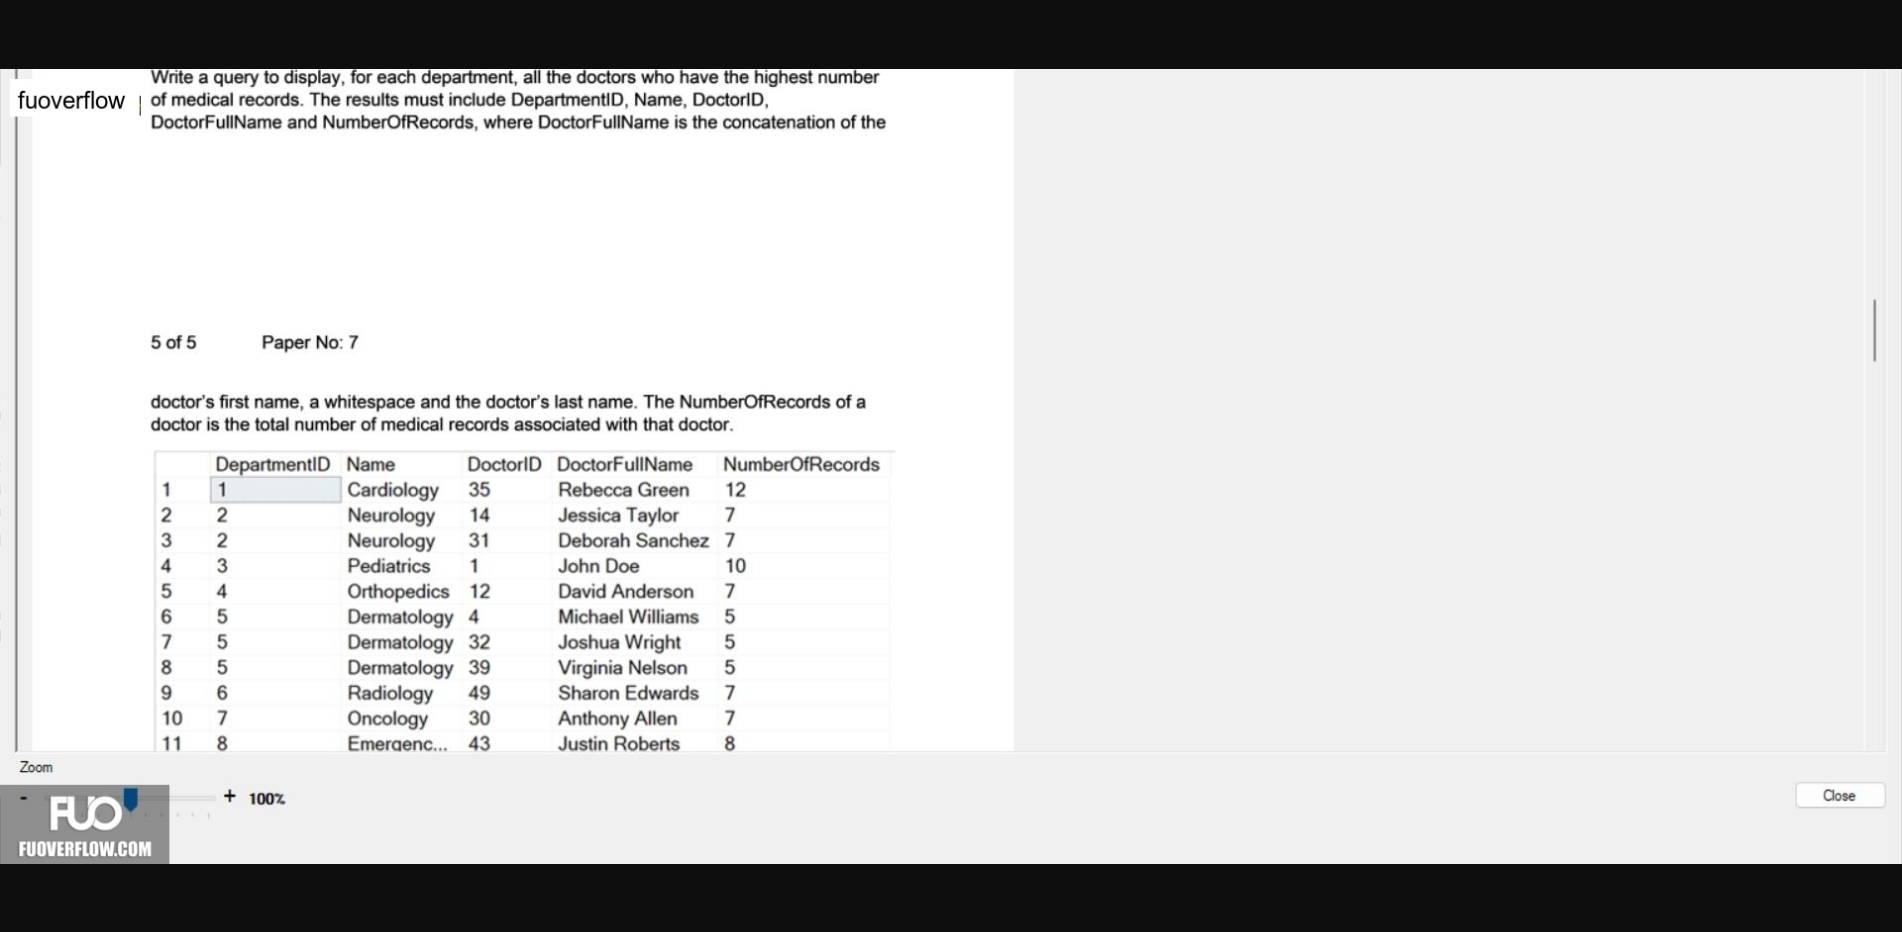 Write a query to display, for each department, all the doctors who have the highest number
fuoverflow
of medical records. The results must include DepartmentID, Name, DoctorID,
DoctorFullName and NumberOfRecords, where DoctorFullName is the concatenation of the
5 of 5 Paper No: 7
doctor's first name, a whitespace and the doctor's last name. The NumberOfRecords of a
doctor is the total number of medical records associated with that doctor.
DepartmentID Name DoctorID DoctorFullName NumberOfRecords
1 1 Cardiology 35 Rebecca Green 12
2 2 Neurology 14 Jessica Taylor 7
3 2 Neurology 31 Deborah Sanchez 7
4 3 Pediatrics 1 John Doe 10
5 4 Orthopedics 12 David Anderson 7
6 5 Dermatology 4 Michael Williams 5
7 5 Dermatology 32 Joshua Wright 5
8 5 Dermatology 39 Virginia Nelson 5
9 6 Radiology 49 Sharon Edwards 7
10 7 Oncology 30 Anthony Allen 7
11 8 Emergenc... 43 Justin Roberts 8
Zoom
- + 100%
Close
FUO
FUOVERFLOW.COM